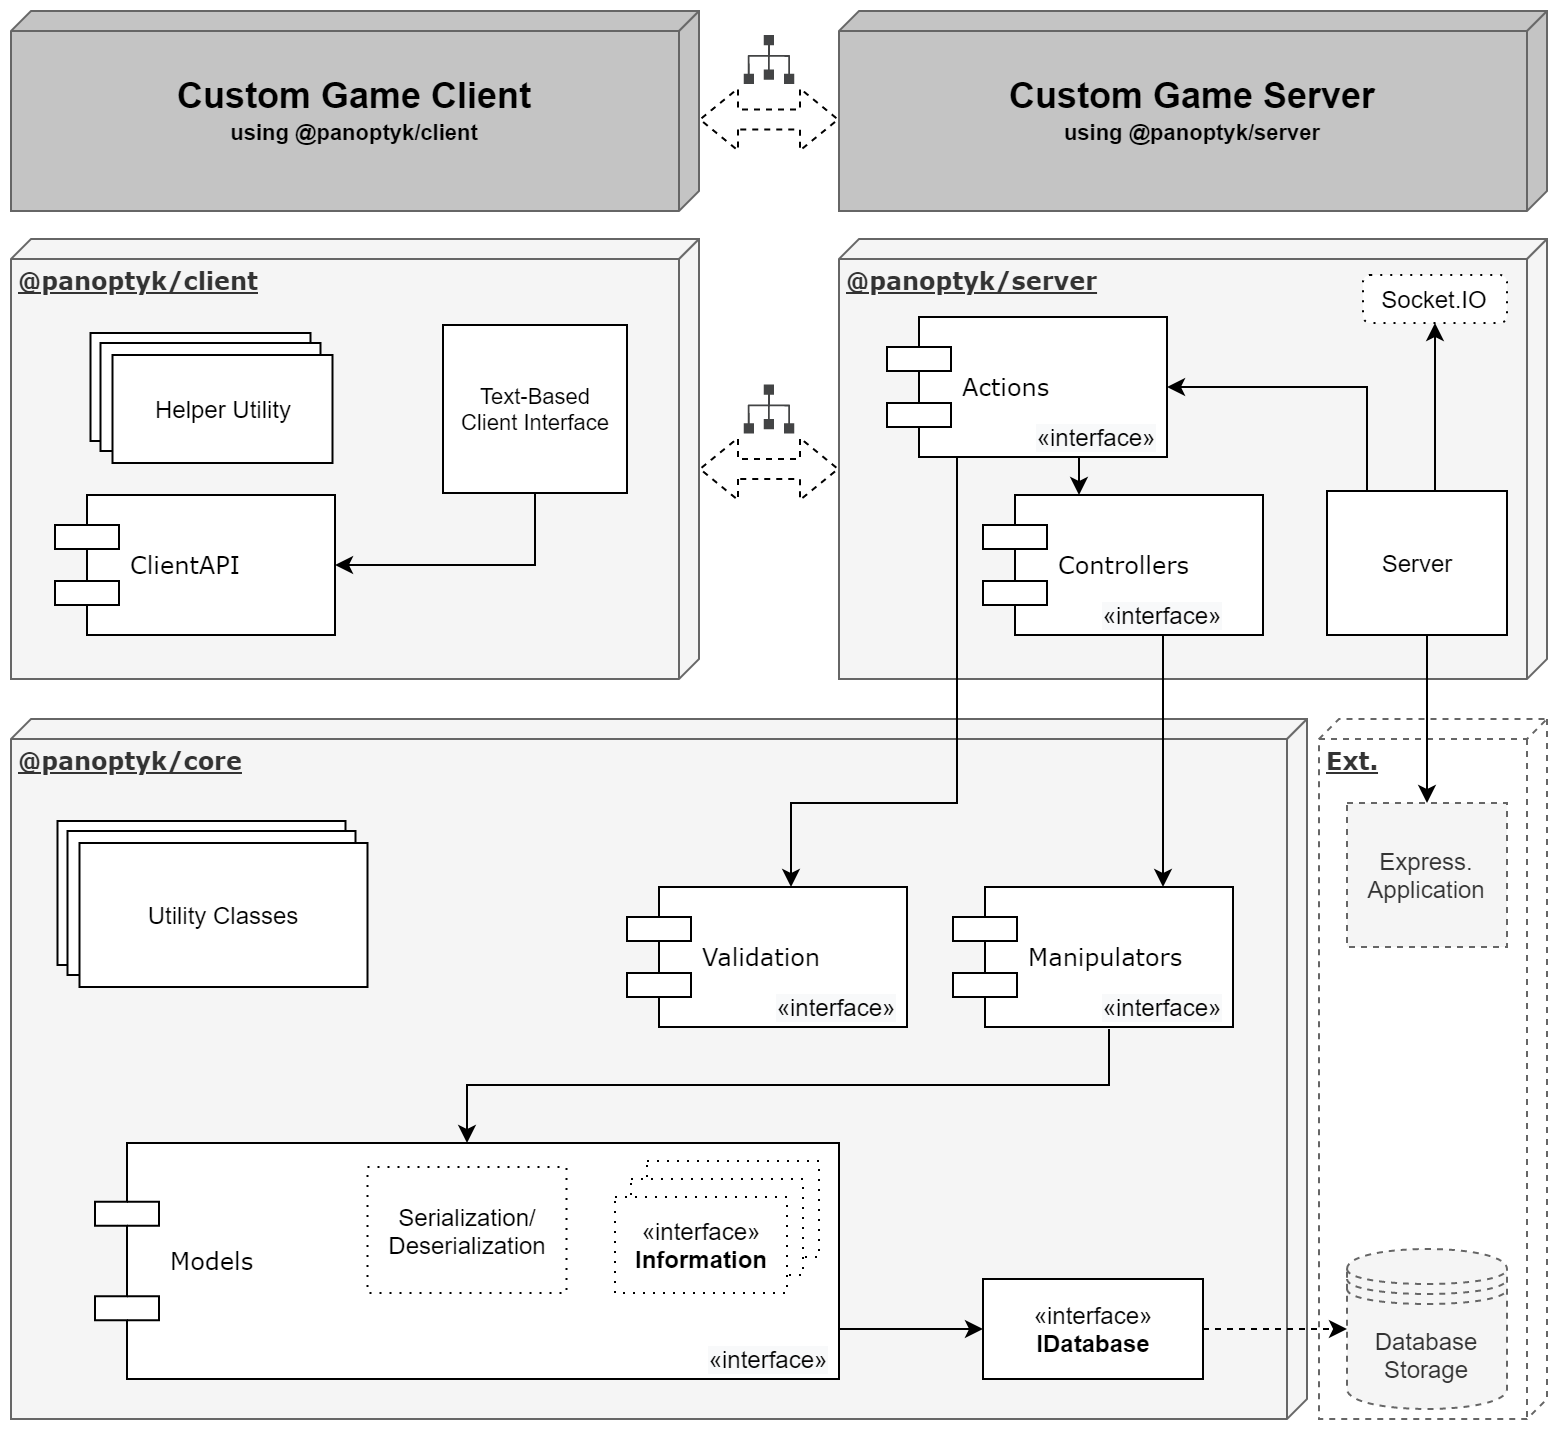 Custom Game Client
using @panoptyk/client
Custom Game Server
using @panoptyk/server
@panoptyk/client
Helper Utility
Text-Based
Client Interface
ClientAPI
@panoptyk/server
Socket.IO
Actions
«interface»
Controllers
«interface»
Server
@panoptyk/core
Utility Classes
Validation
«interface»
Manipulators
«interface»
Models
Serialization/
Deserialization
«interface»
Information
«interface»
«interface»
IDatabase
Ext.
Express.
Application
Database
Storage